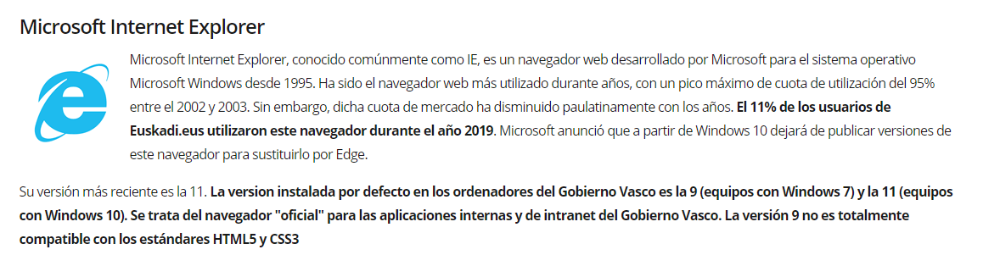 Microsoft Internet Explorer
Microsoft Internet Explorer, conocido comúnmente como IE, es un navegador web desarrollado por Microsoft para el sistema operativo
Microsoft Windows desde 1995. Ha sido el navegador web más utilizado durante años, con un pico máximo de cuota de utilización del 95%
entre el 2002 y 2003. Sin embargo, dicha cuota de mercado ha disminuido paulatinamente con los años. El 11% de los usuarios de
Euskadi.eus utilizaron este navegador durante el año 2019. Microsoft anunció que a partir de Windows 10 dejará de publicar versiones de
este navegador para sustituirlo por Edge.
Su versión más reciente es la 11. La version instalada por defecto en los ordenadores del Gobierno Vasco es la 9 (equipos con Windows 7) y la 11 (equipos
con Windows 10). Se trata del navegador "oficial" para las aplicaciones internas y de intranet del Gobierno Vasco. La versión 9 no es totalmente
compatible con los estándares HTML5 y CSS3